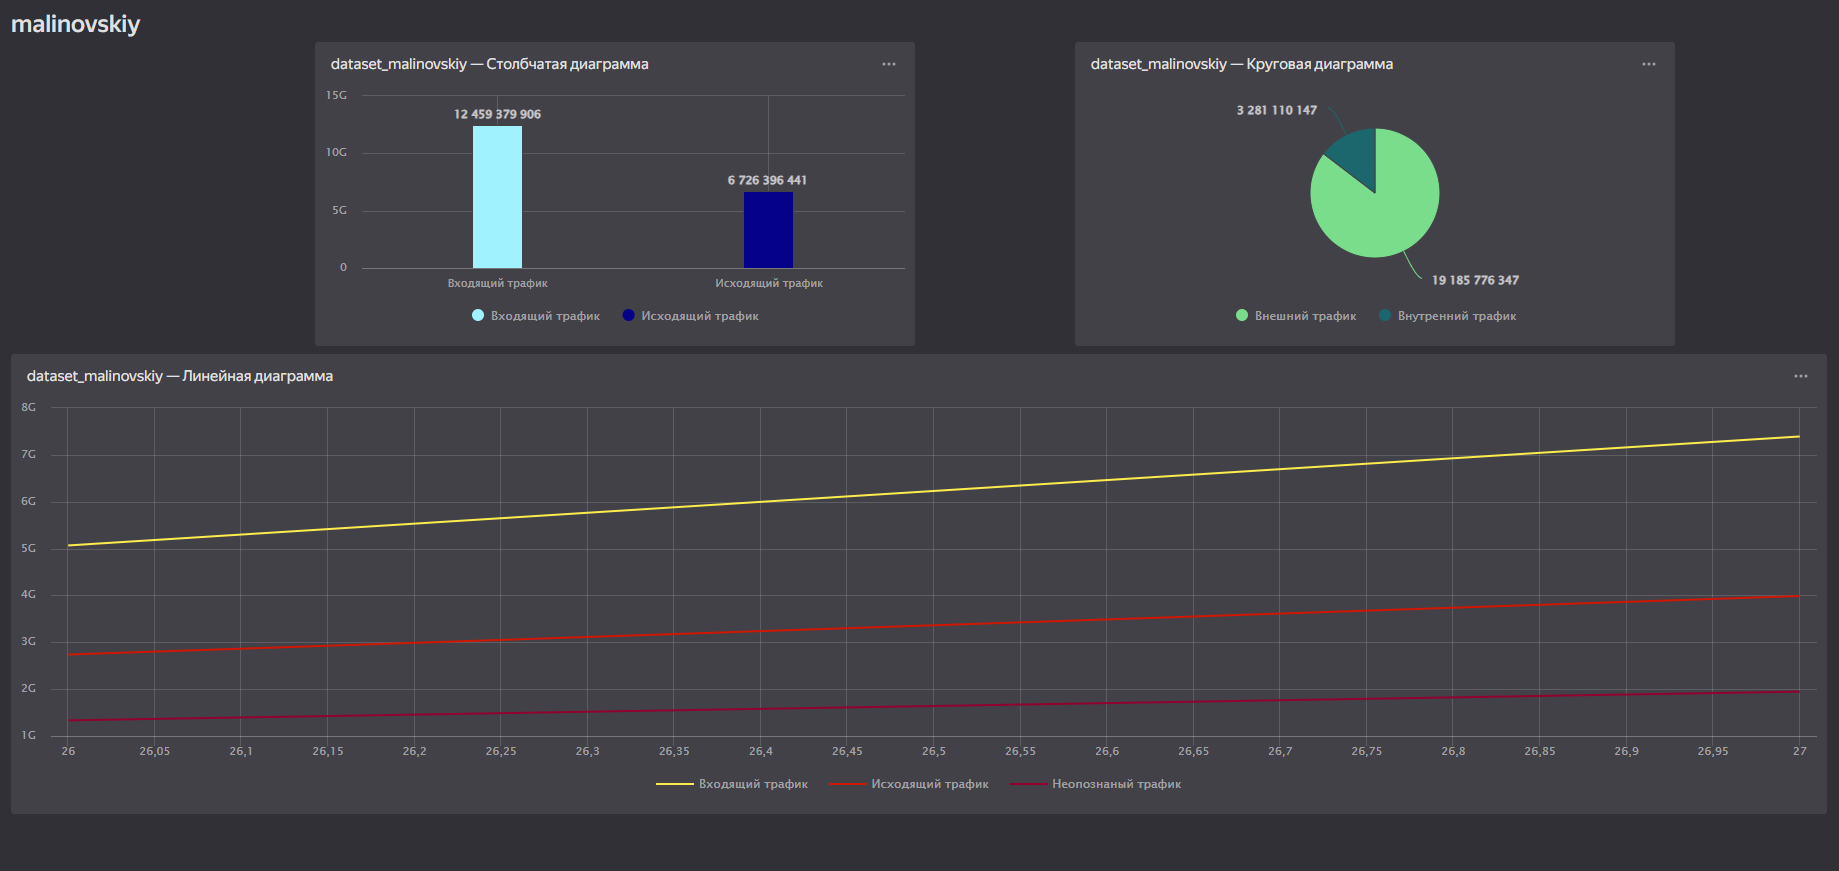 malinovskiy
dataset_malinovskiy — Столбчатая диаграмма
15G
12 459 379 906
10G
6 726 396 441
5G
0
Входящий трафик Исходящий трафик
Входящий трафик Исходящий трафик
dataset_malinovskiy — Круговая диаграмма
3 281 110 147
19 185 776 347
Внешний трафик Внутренний трафик
dataset_malinovskiy — Линейная диаграмма
8G
7G
6G
5G
4G
3G
2G
1G
26 26,05 26,1 26,15 26,2 26,25 26,3 26,35 26,4 26,45 26,5 26,55 26,6 26,65 26,7 26,75 26,8 26,85 26,9 26,95 27
Входящий трафик Исходящий трафик Неопознаный трафик